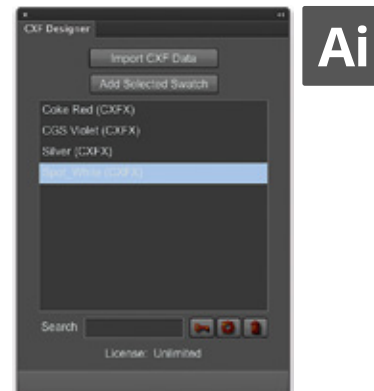 CXF Designer
Ai
Import CXF Data
Add Selected Swatch
Coke Red (CXFX)
CGS Violet (CXFX)
Silver (CXFX)
Spot_White (CXFX)
Search
License: Unlimited